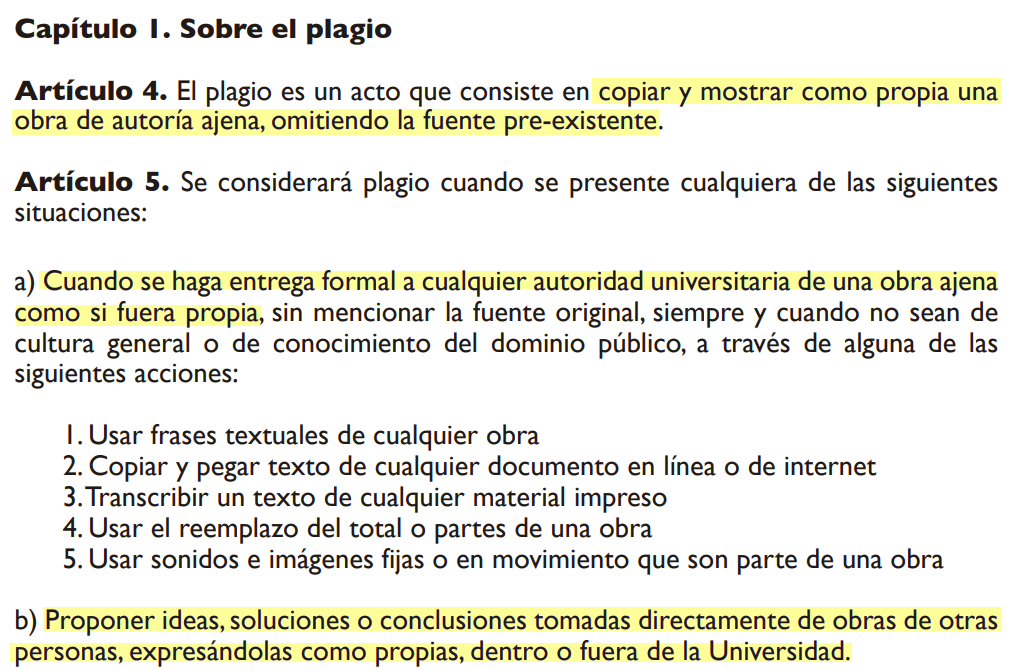 Capítulo 1. Sobre el plagio
Artículo 4. El plagio es un acto que consiste en copiar y mostrar como propia una
obra de autoría ajena, omitiendo la fuente pre-existente.
Artículo 5. Se considerará plagio cuando se presente cualquiera de las siguientes
situaciones:
a) Cuando se haga entrega formal a cualquier autoridad universitaria de una obra ajena
como si fuera propia, sin mencionar la fuente original, siempre y cuando no sean de
cultura general o de conocimiento del dominio público, a través de alguna de las
siguientes acciones:
1. Usar frases textuales de cualquier obra
2. Copiar y pegar texto de cualquier documento en línea o de internet
3. Transcribir un texto de cualquier material impreso
4. Usar el reemplazo del total o partes de una obra
5. Usar sonidos e imágenes fijas o en movimiento que son parte de una obra
b) Proponer ideas, soluciones o conclusiones tomadas directamente de obras de otras
personas, expresándolas como propias, dentro o fuera de la Universidad.